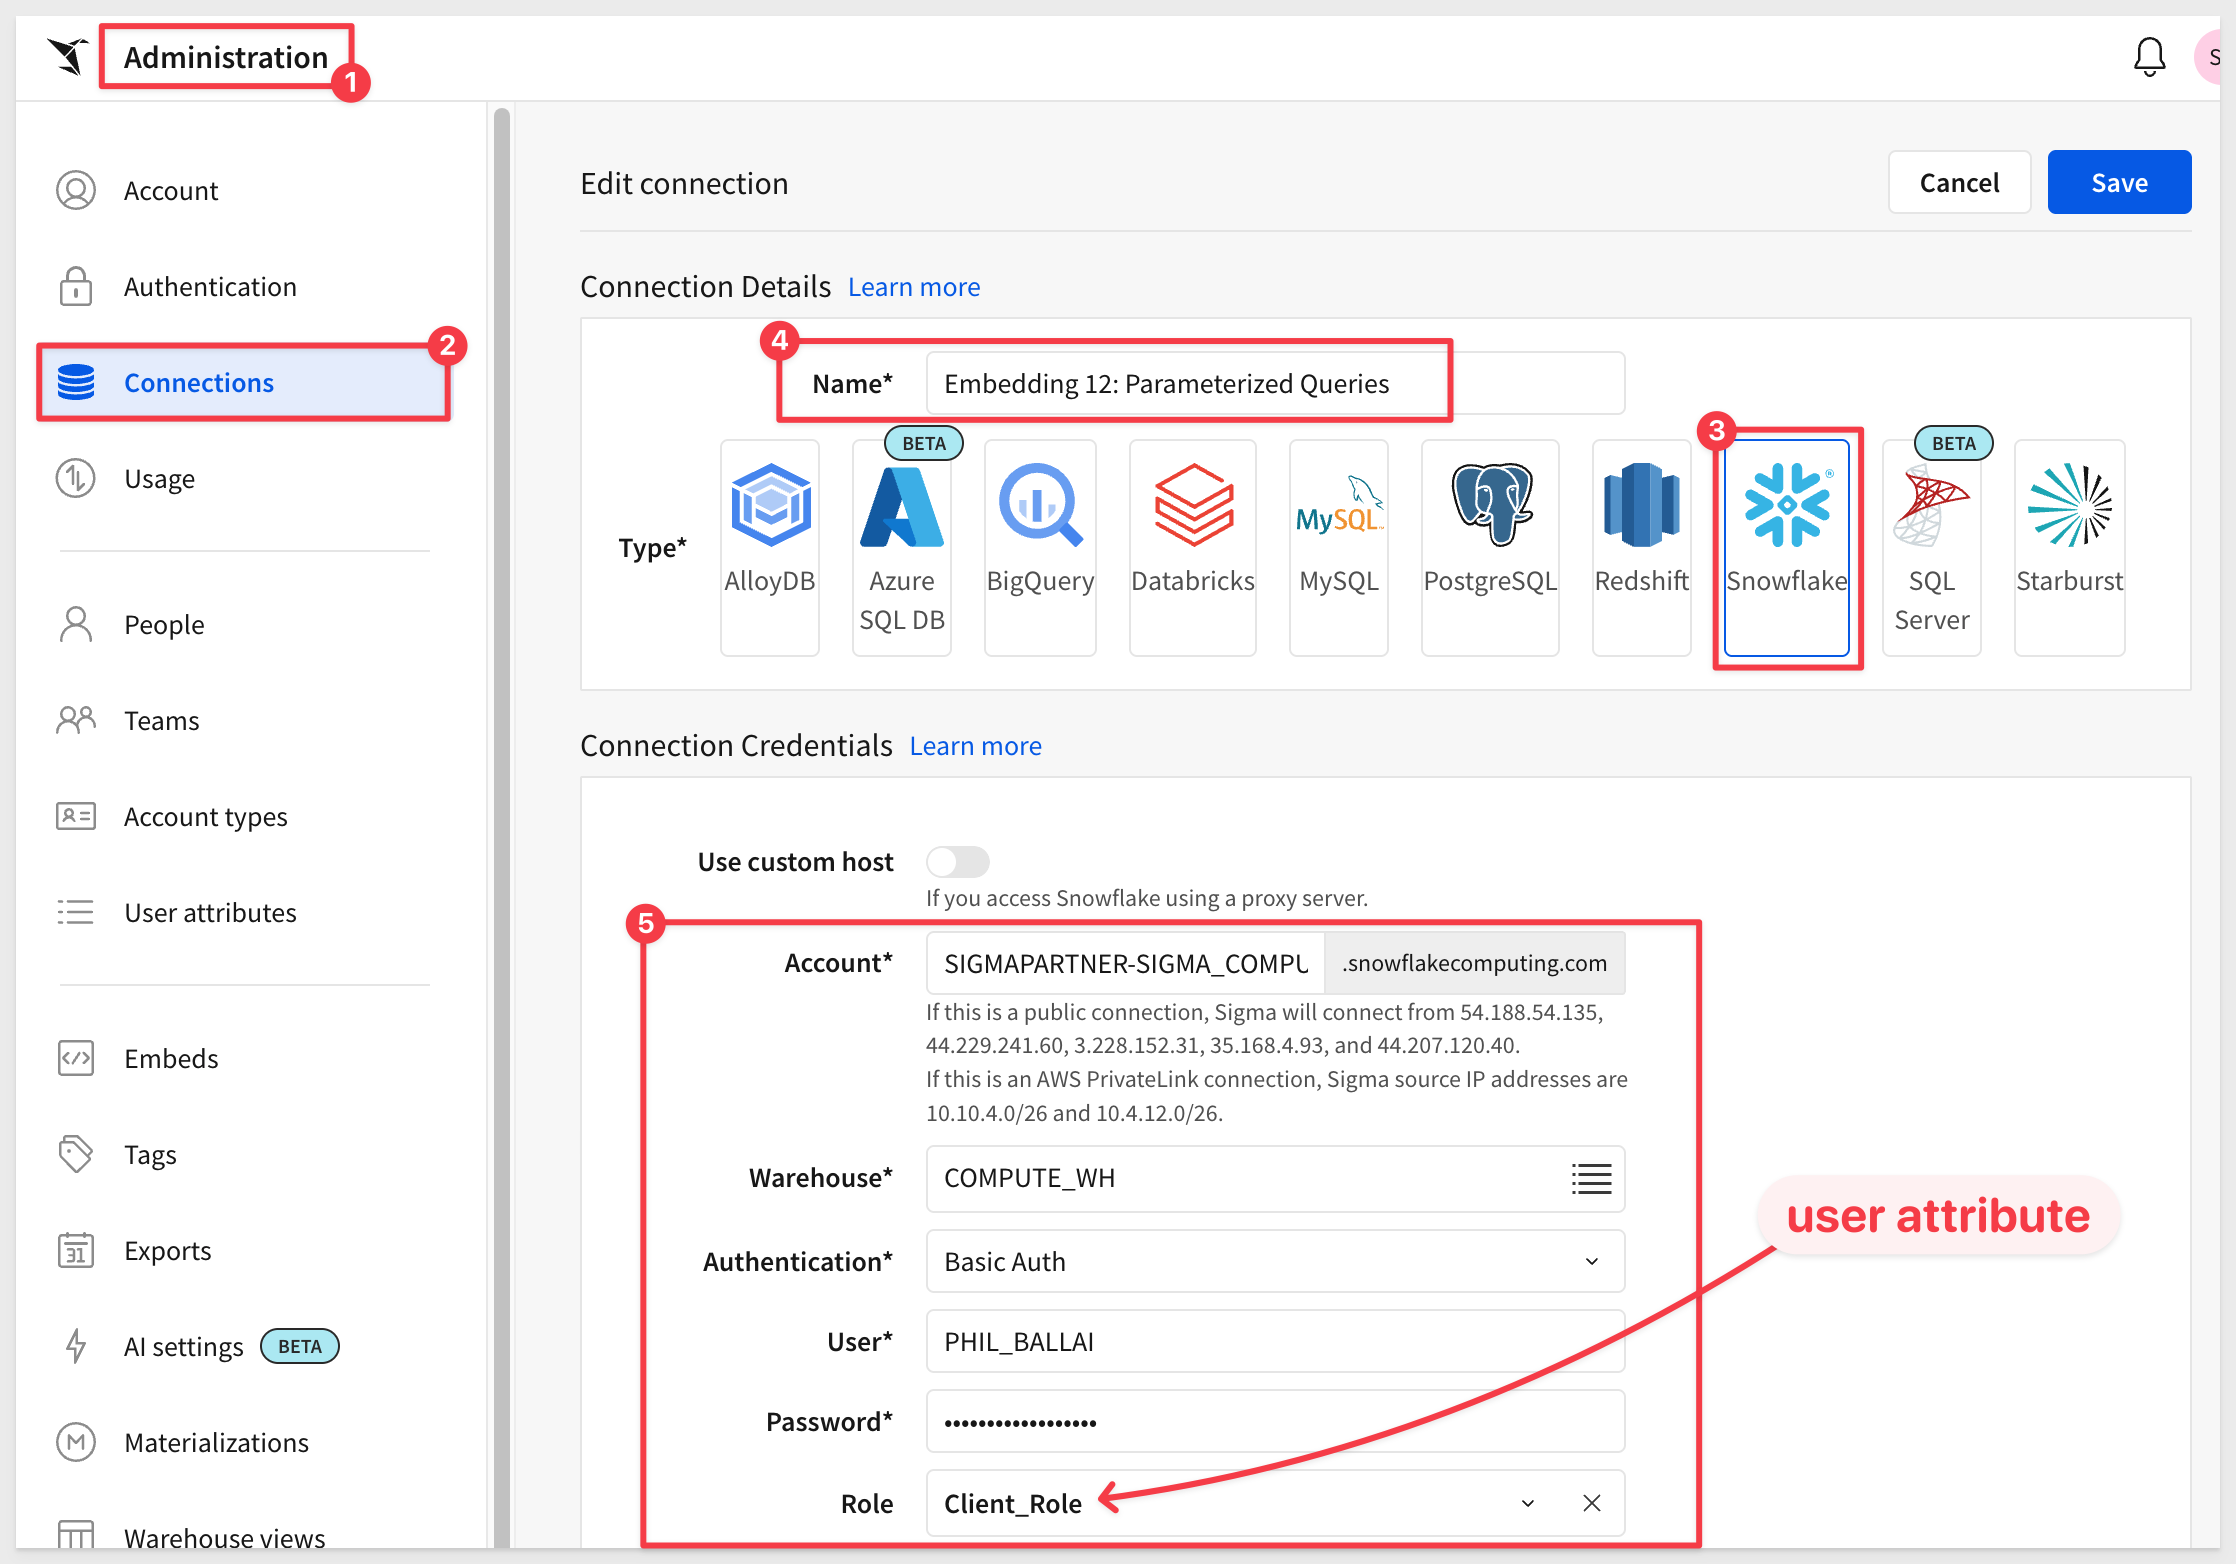 Administration
1
S
Account
Authentication
2
Connections
Usage
People
Teams
Account types
User attributes
Embeds
Tags
Exports
31
AI settings BETA
M
Materializations
Warehouse views
Edit connection
Cancel
Save
Connection Details Learn more
4
Name* Embedding 12: Parameterized Queries
3
Type*
AlloyDB
BETA
Azure
SQL DB
BigQuery
Databricks
MySQL
MySQL
PostgreSQL
Redshift
Snowflake
BETA
SQL
Server
Starburst
Connection Credentials Learn more
Use custom host
If you access Snowflake using a proxy server.
5
Account* SIGMAPARTNER-SIGMA_COMPU .snowflakecomputing.com
If this is a public connection, Sigma will connect from 54.188.54.135,
44.229.241.60, 3.228.152.31, 35.168.4.93, and 44.207.120.40.
If this is an AWS PrivateLink connection, Sigma source IP addresses are
10.10.4.0/26 and 10.4.12.0/26.
Warehouse* COMPUTE_WH
user attribute
Authentication* Basic Auth
User* PHIL_BALLAI
Password* ••••••••••••••••••
Role Client_Role